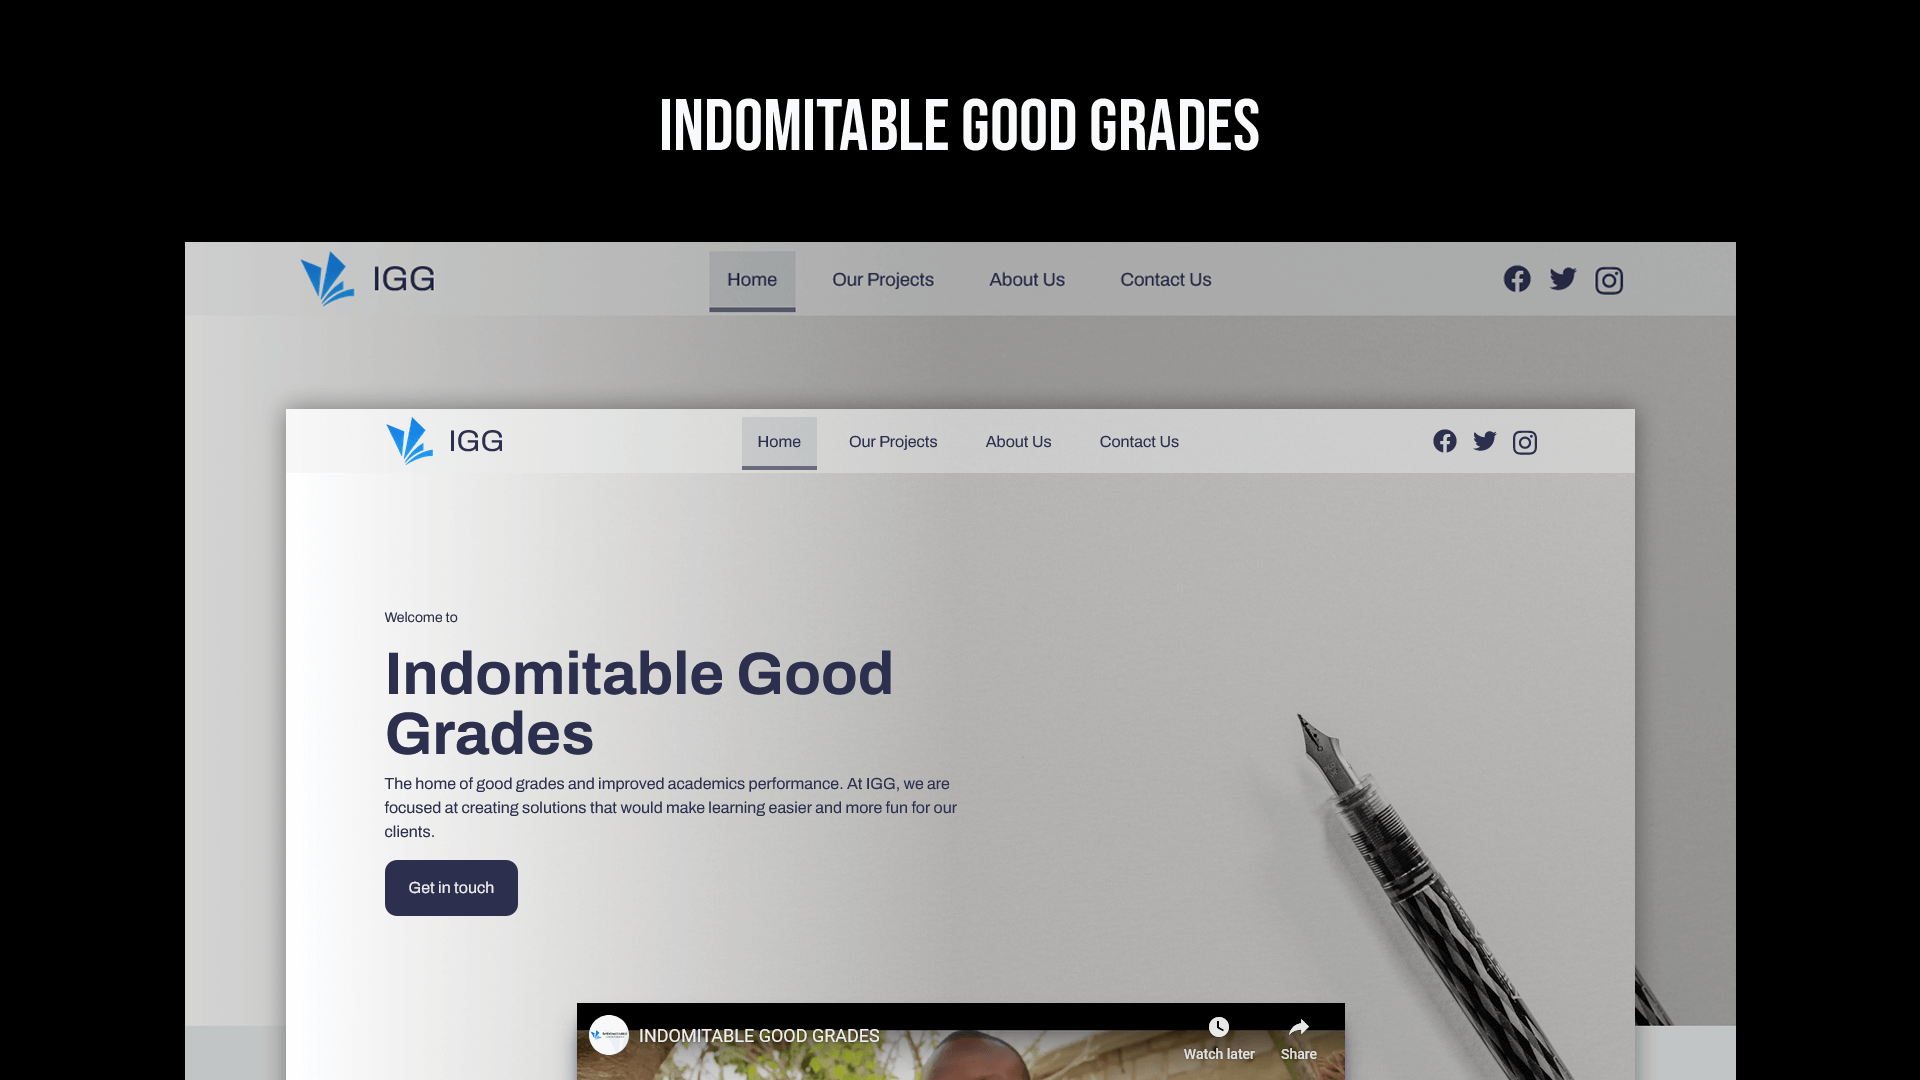 INDOMITABLE GOOD GRADES
IGG
Home Our Projects About Us Contact Us
IGG
Home Our Projects About Us Contact Us
Welcome to
Indomitable Good
Grades
The home of good grades and improved academics performance. At IGG, we are
focused at creating solutions that would make learning easier and more fun for our
clients.
Get in touch
INDOMITABLE GOOD GRADES
Watch later Share